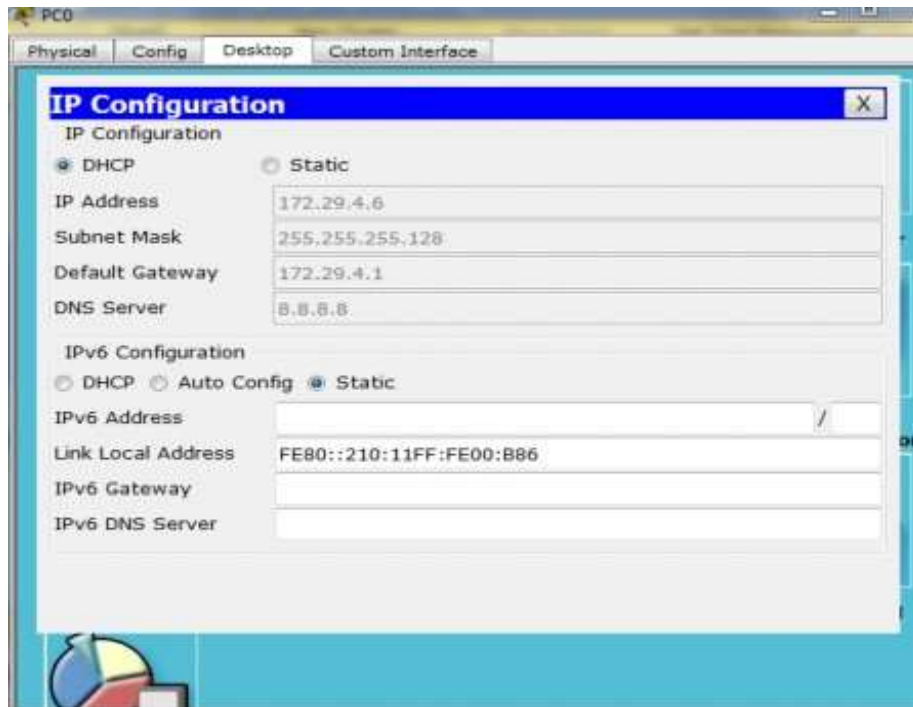 PC0
Physical Config Desktop Custom Interface
IP Configuration X
IP Configuration
DHCP Static
IP Address 172.29.4.6
Subnet Mask 255.255.255.128
Default Gateway 172.29.4.1
DNS Server 8.8.8.8
IPv6 Configuration
DHCP Auto Config Static
IPv6 Address /
Link Local Address FE80::210:11FF:FE00:B86
IPv6 Gateway
IPv6 DNS Server